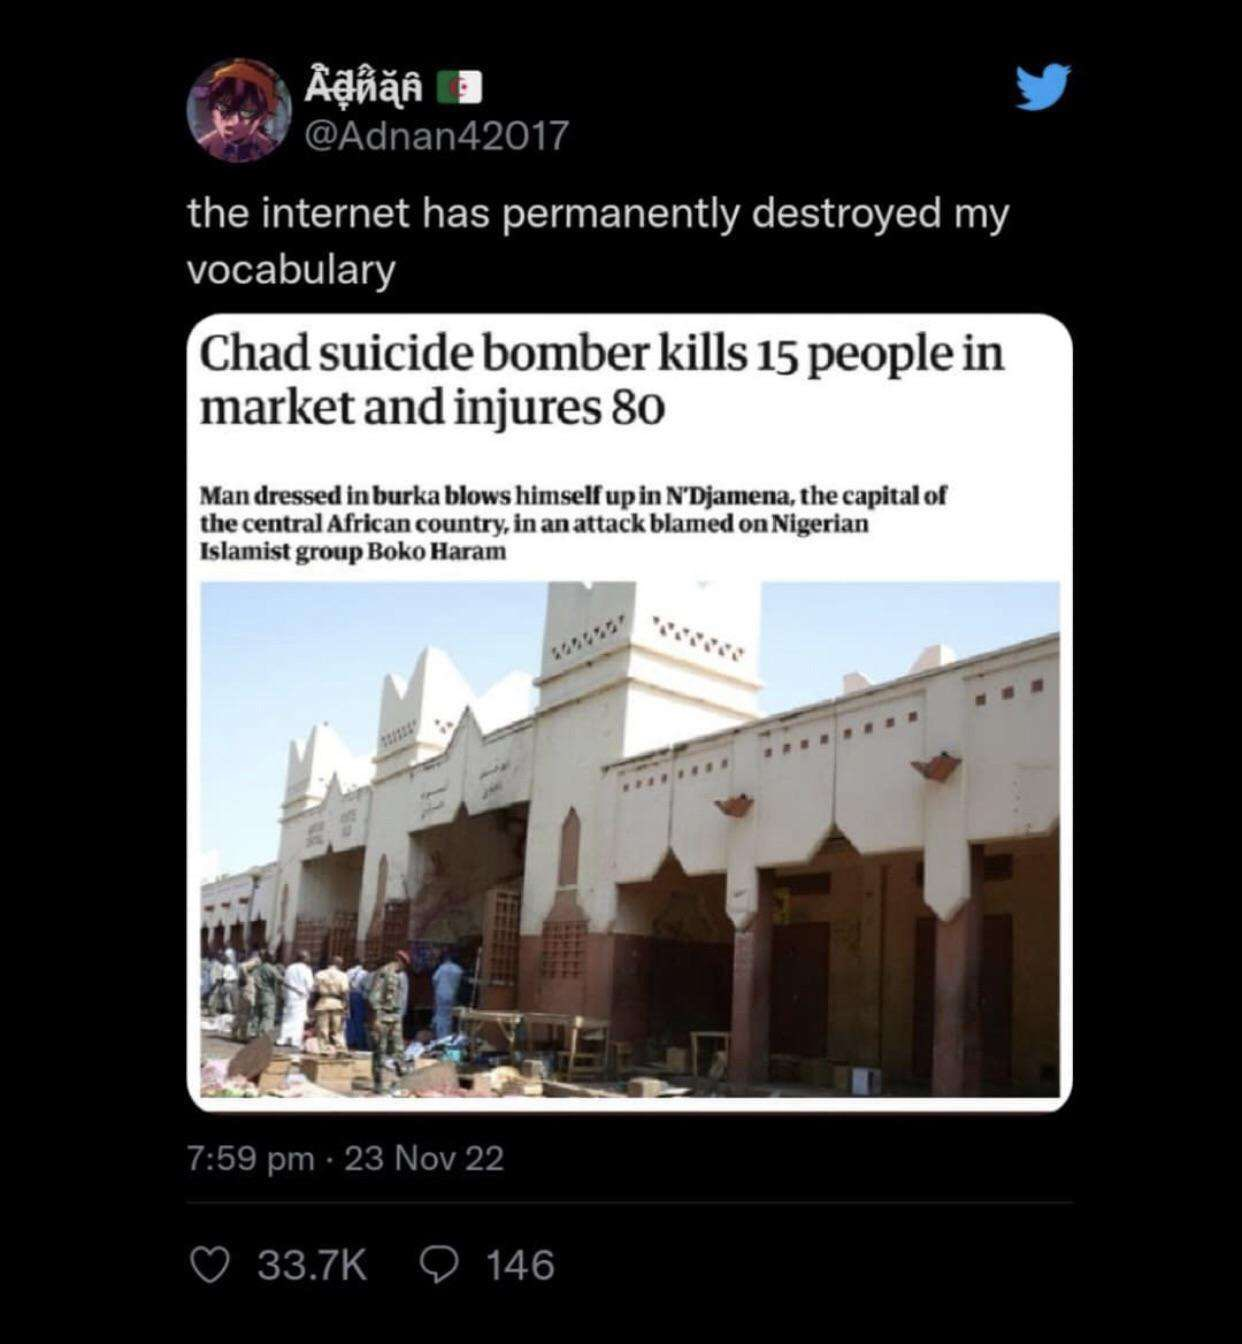 Åd̂n̂ăn̂
@Adnan42017
the internet has permanently destroyed my
vocabulary
Chad suicide bomber kills 15 people in
market and injures 80
Man dressed in burka blows himself up in N'Djamena, the capital of
the central African country, in an attack blamed on Nigerian
Islamist group Boko Haram
7:59 pm · 23 Nov 22
33.7K 146